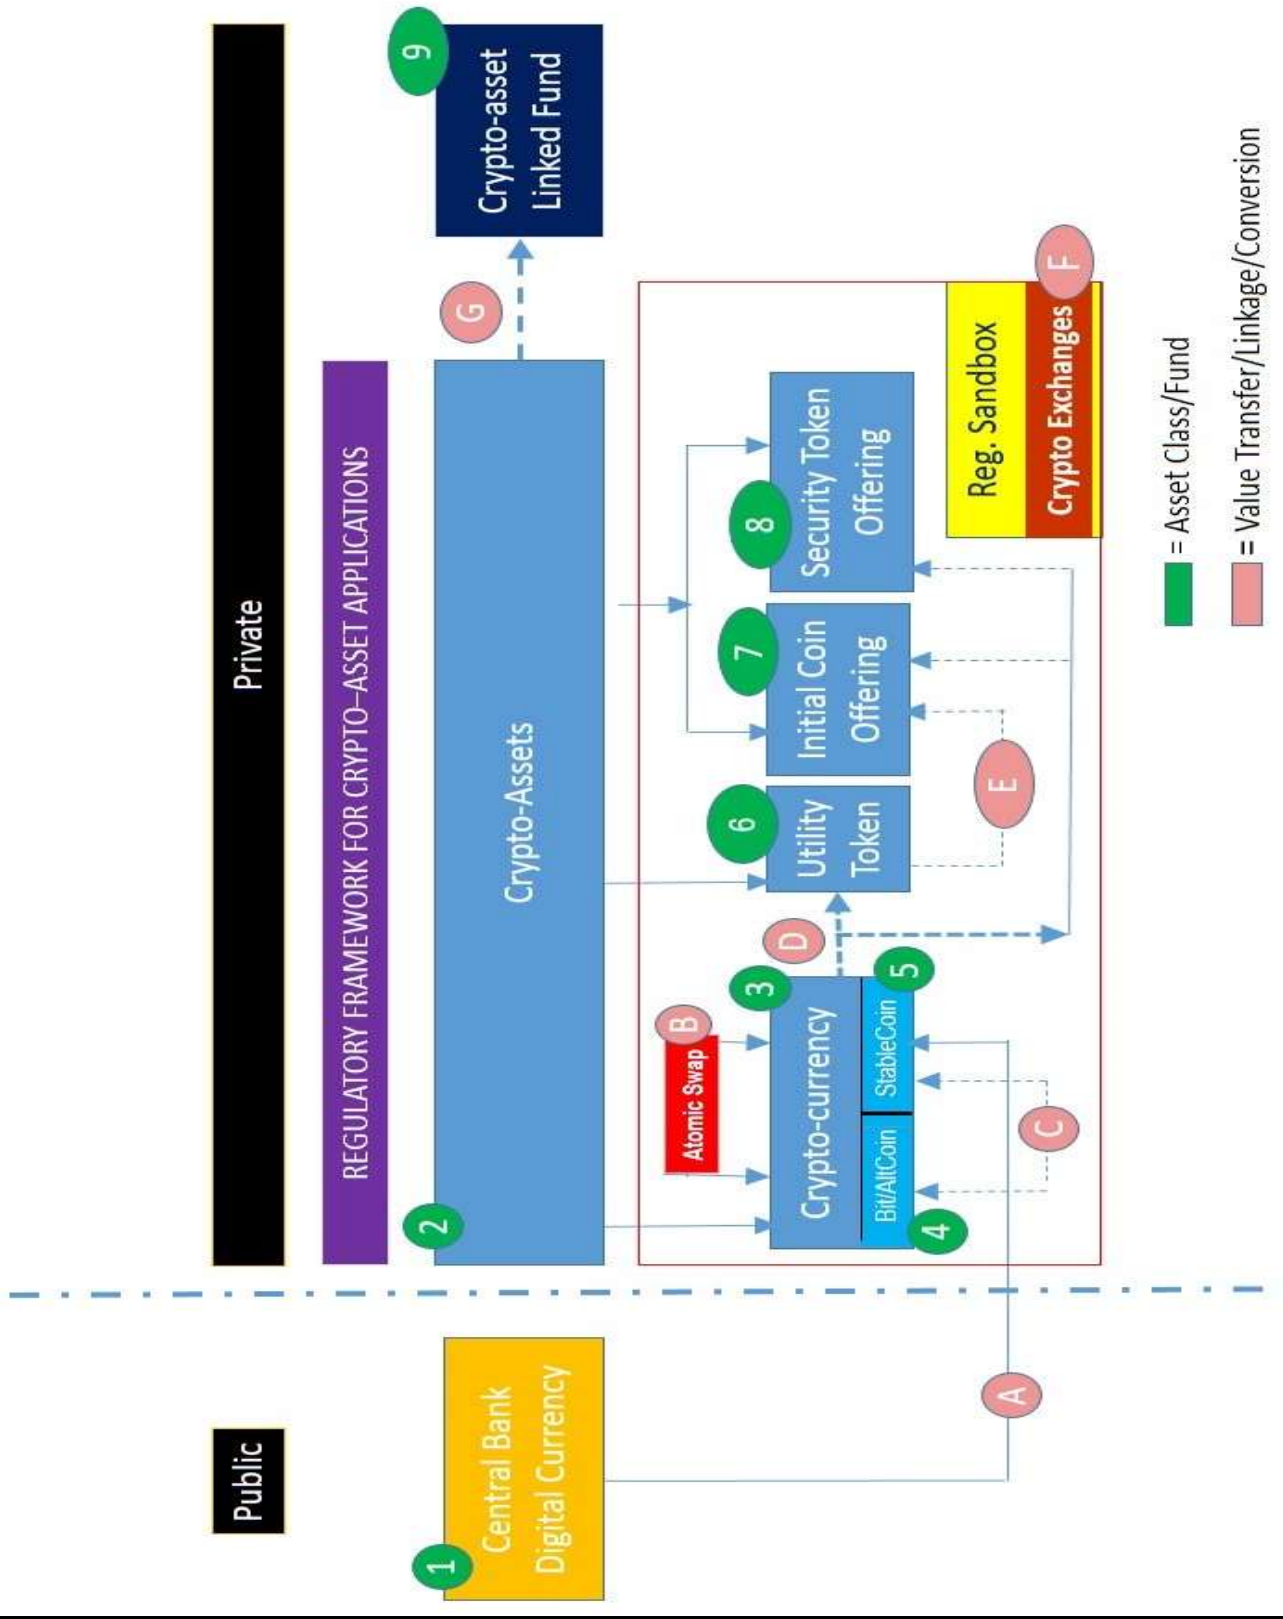 Public
Private
REGULATORY FRAMEWORK FOR CRYPTO–ASSET APPLICATIONS
1
Central Bank
Digital Currency
2
Crypto-Assets
G
9
Crypto-asset
Linked Fund
Atomic Swap
B
3
Crypto-currency
4
Bit/AltCoin
StableCoin
5
D
6
Utility
Token
7
Initial Coin
Offering
8
Security Token
Offering
A
C
E
Reg. Sandbox
Crypto Exchanges
F
= Asset Class/Fund
= Value Transfer/Linkage/Conversion